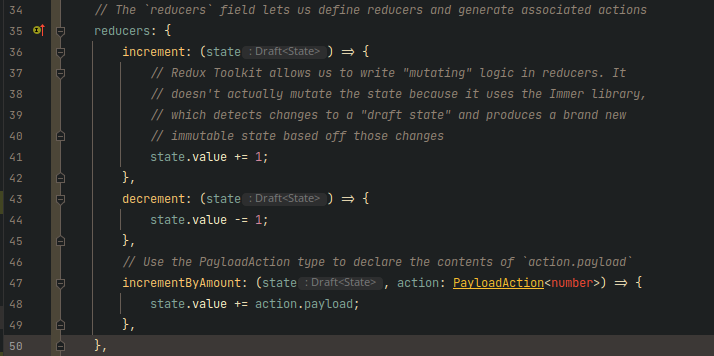 34 // The `reducers` field lets us define reducers and generate associated actions
35 reducers: {
36 increment: (state : Draft<State> ) => {
37 // Redux Toolkit allows us to write "mutating" logic in reducers. It
38 // doesn't actually mutate the state because it uses the Immer library,
39 // which detects changes to a "draft state" and produces a brand new
40 // immutable state based off those changes
41 state.value += 1;
42 },
43 decrement: (state : Draft<State> ) => {
44 state.value -= 1;
45 },
46 // Use the PayloadAction type to declare the contents of `action.payload`
47 incrementByAmount: (state : Draft<State> , action: PayloadAction<number>) => {
48 state.value += action.payload;
49 },
50 },